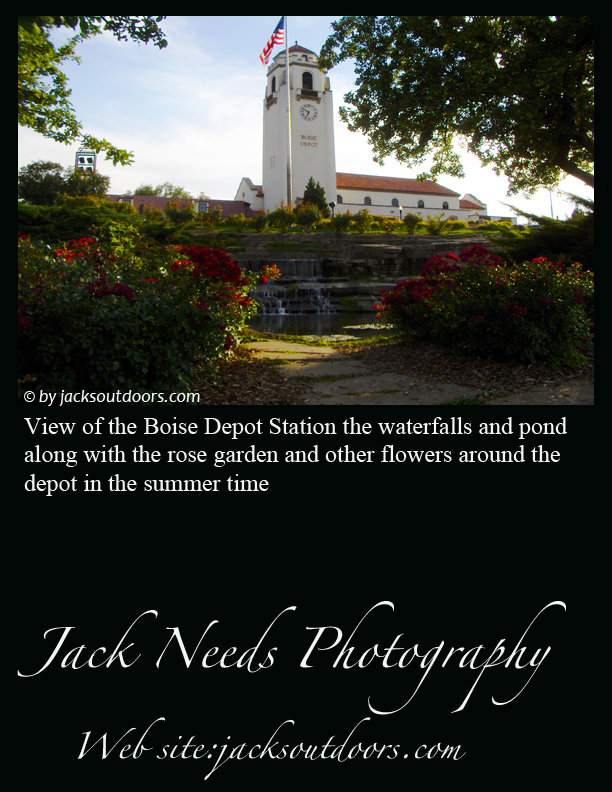 BOISE
DEPOT
© by jacksoutdoors.com
View of the Boise Depot Station the waterfalls and pond
along with the rose garden and other flowers around the
depot in the summer time
Jack Needs Photography
Web site:jacksoutdoors.com